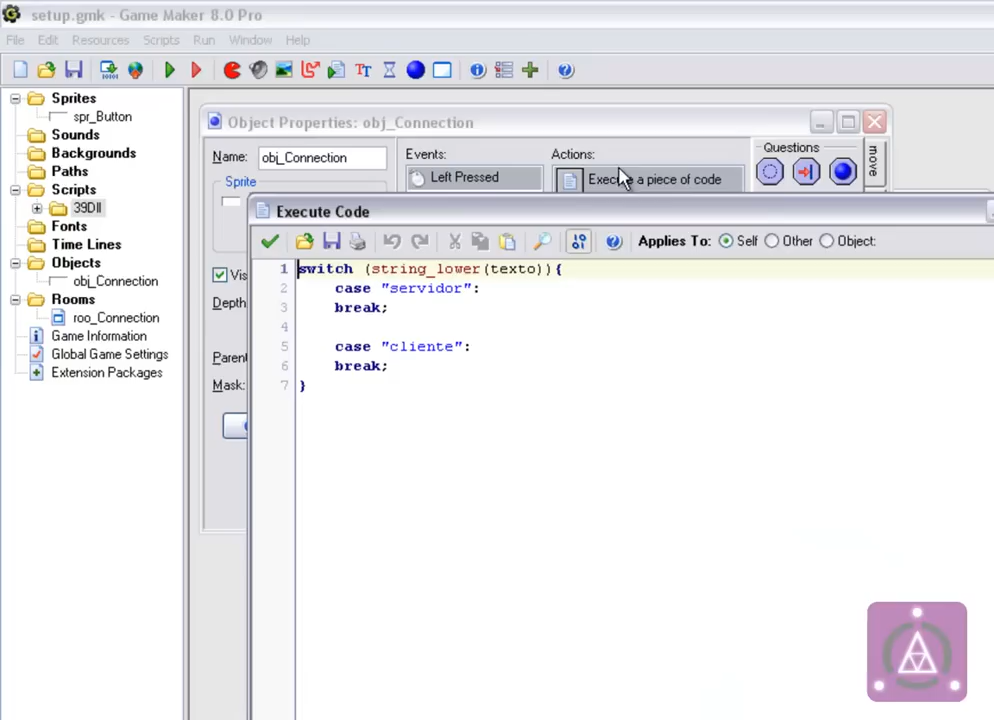 setup.gmk - Game Maker 8.0 Pro
File Edit Resources Scripts Run Window Help
Sprites
spr_Button
Sounds
Backgrounds
Paths
Scripts
39Dll
Fonts
Time Lines
Objects
obj_Connection
Rooms
roo_Connection
Game Information
Global Game Settings
Extension Packages
Object Properties: obj_Connection
Name: obj_Connection
Events:
Actions:
Questions
move
Left Pressed
Execute a piece of code
Sprite
Vis
Depth
Parent
Mask:
Execute Code
Applies To: Self Other Object:
1 switch (string_lower(texto)){
2 case "servidor":
3 break;
4
5 case "cliente":
6 break;
7 }